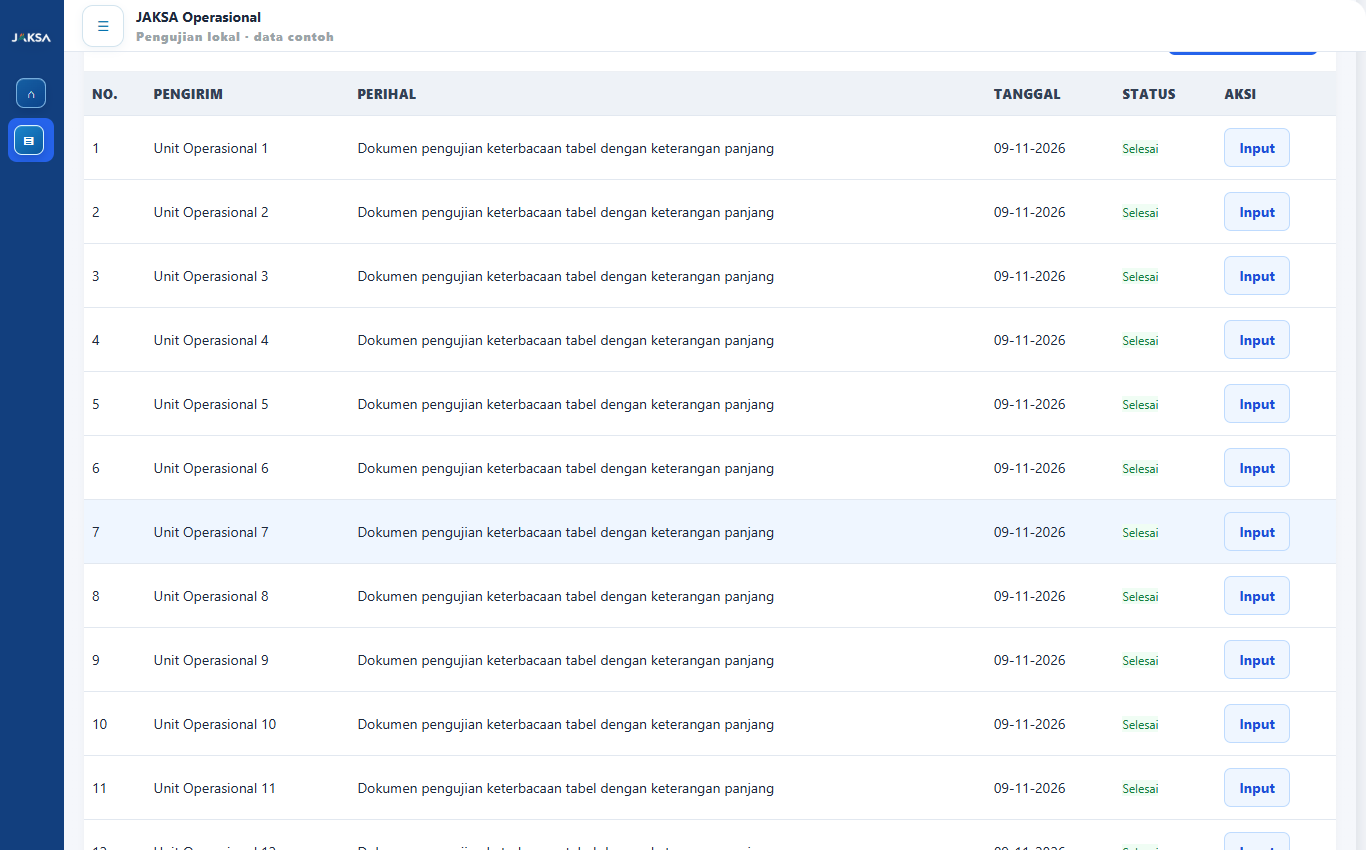 JAKSA
JAKSA Operasional
Pengujian lokal · data contoh
NO. PENGIRIM PERIHAL TANGGAL STATUS AKSI
1 Unit Operasional 1 Dokumen pengujian keterbacaan tabel dengan keterangan panjang 09-11-2026 Selesai Input
2 Unit Operasional 2 Dokumen pengujian keterbacaan tabel dengan keterangan panjang 09-11-2026 Selesai Input
3 Unit Operasional 3 Dokumen pengujian keterbacaan tabel dengan keterangan panjang 09-11-2026 Selesai Input
4 Unit Operasional 4 Dokumen pengujian keterbacaan tabel dengan keterangan panjang 09-11-2026 Selesai Input
5 Unit Operasional 5 Dokumen pengujian keterbacaan tabel dengan keterangan panjang 09-11-2026 Selesai Input
6 Unit Operasional 6 Dokumen pengujian keterbacaan tabel dengan keterangan panjang 09-11-2026 Selesai Input
7 Unit Operasional 7 Dokumen pengujian keterbacaan tabel dengan keterangan panjang 09-11-2026 Selesai Input
8 Unit Operasional 8 Dokumen pengujian keterbacaan tabel dengan keterangan panjang 09-11-2026 Selesai Input
9 Unit Operasional 9 Dokumen pengujian keterbacaan tabel dengan keterangan panjang 09-11-2026 Selesai Input
10 Unit Operasional 10 Dokumen pengujian keterbacaan tabel dengan keterangan panjang 09-11-2026 Selesai Input
11 Unit Operasional 11 Dokumen pengujian keterbacaan tabel dengan keterangan panjang 09-11-2026 Selesai Input